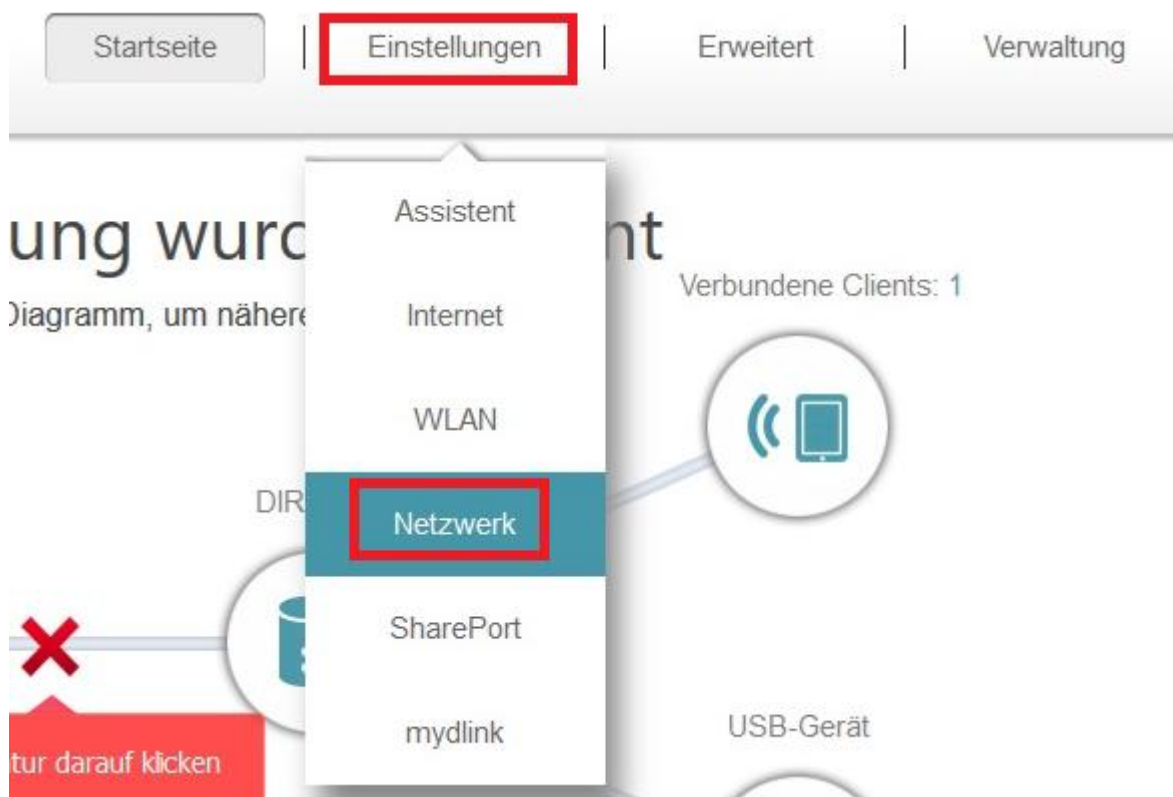 Startseite
Einstellungen
Erweitert
Verwaltung
Assistent
Internet
WLAN
Netzwerk
SharePort
mydlink
ung wurd nt
Diagramm, um nähere
Verbundene Clients: 1
DIR
tur darauf klicken
USB-Gerät